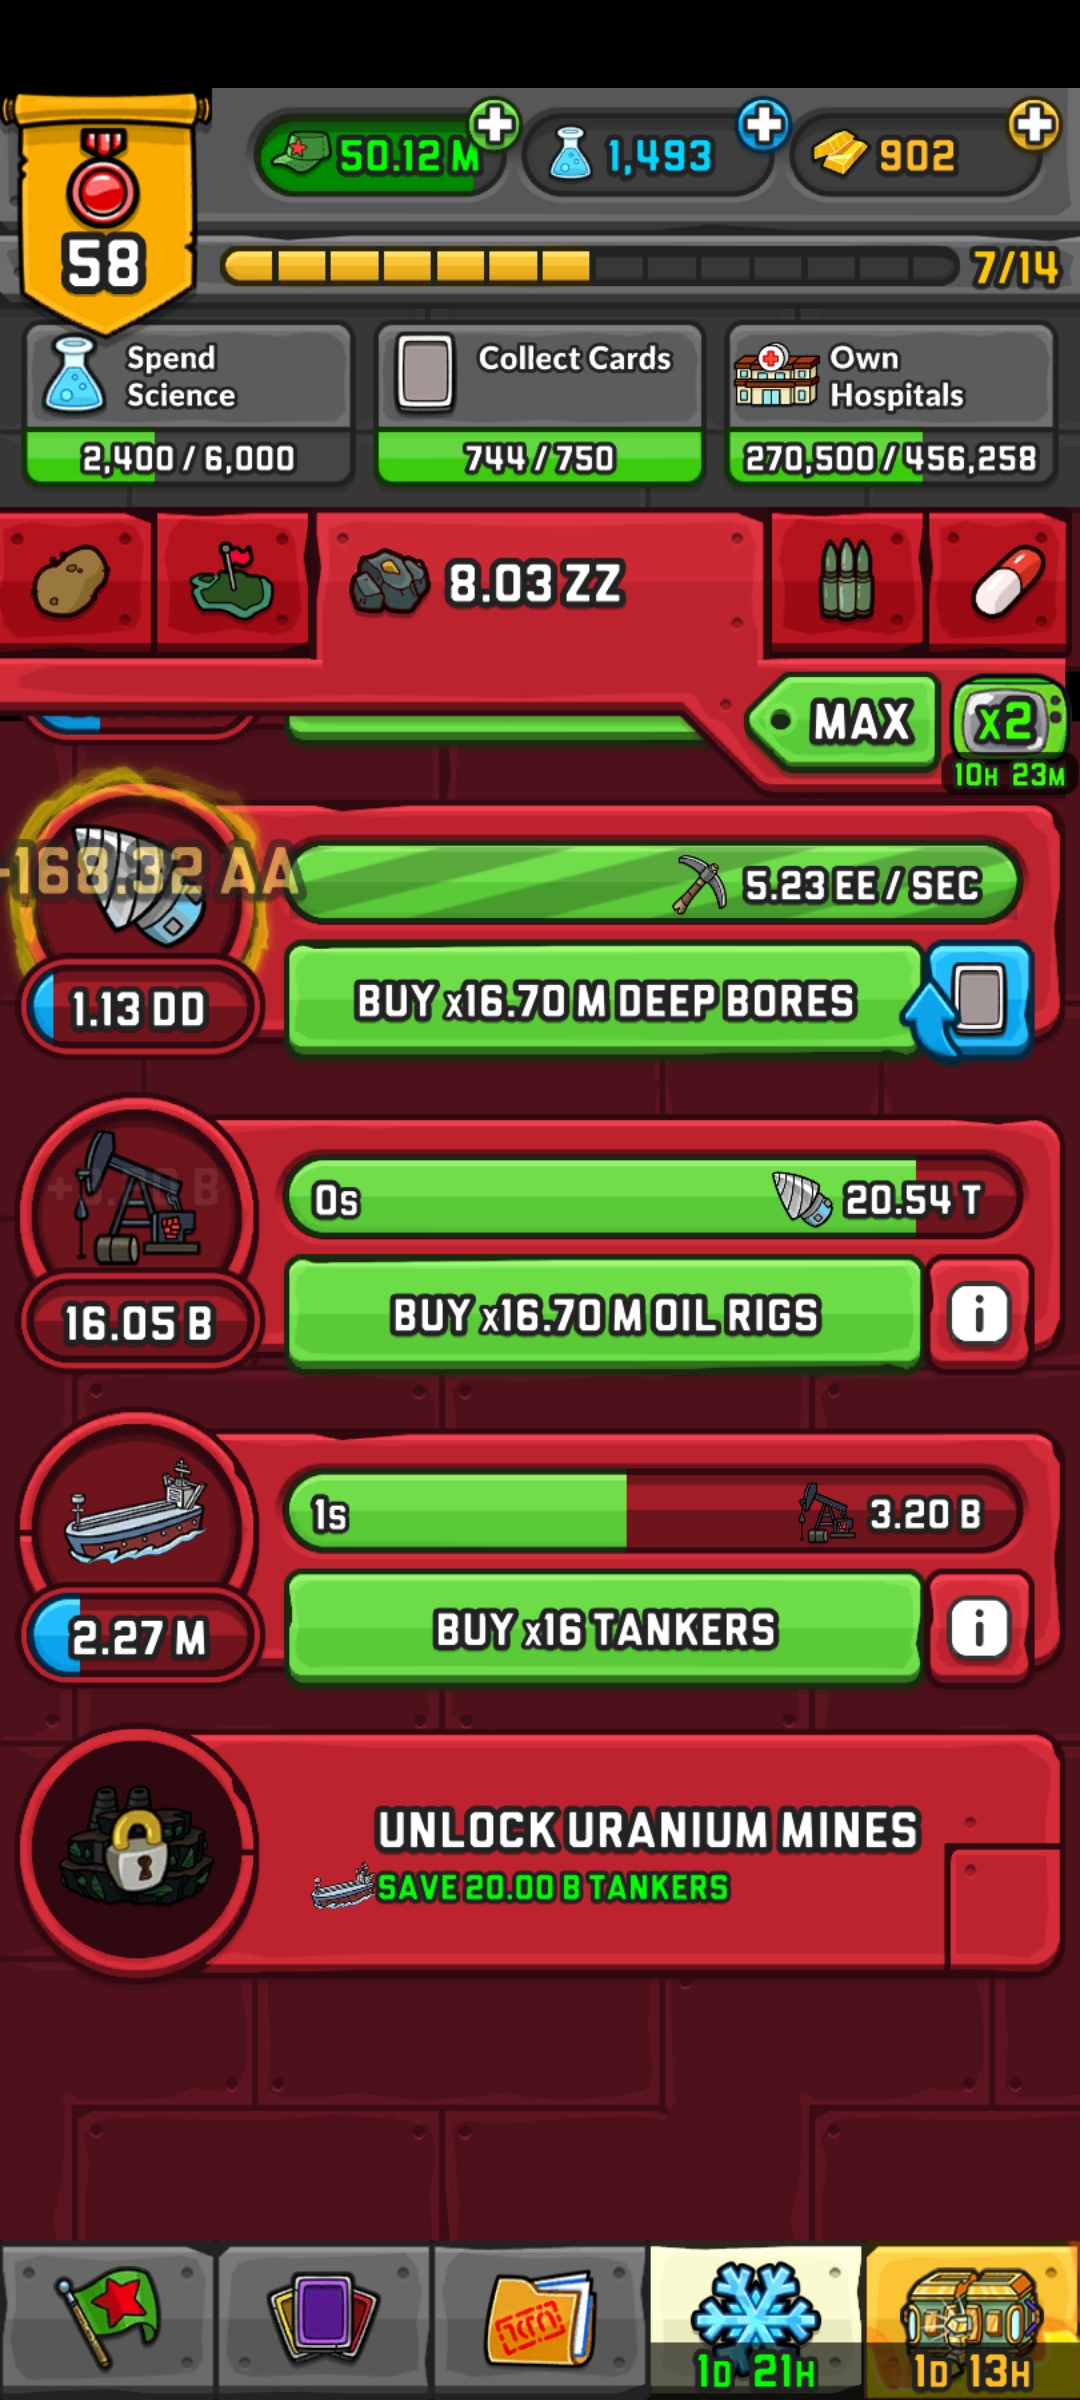 50.12 M
1,493
902
58
7/14
Spend
Science
2,400 / 6,000
Collect Cards
744 / 750
Own
Hospitals
270,500 / 456,258
8.03 ZZ
MAX
x2
10H 23M
168.32 AA
5.23 EE / SEC
1.13 DD
BUY x16.70 M DEEP BORES
0s
20.54 T
16.05 B
BUY x16.70 M OIL RIGS
i
1s
3.20 B
2.27 M
BUY x16 TANKERS
i
UNLOCK URANIUM MINES
SAVE 20.00 B TANKERS
1D 21H
1D 13H